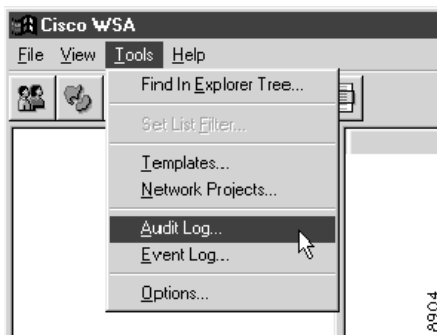 Cisco WSA
File View Tools Help
Find In Explorer Tree...
Set List Filter...
Templates...
Network Projects...
Audit Log...
Event Log...
Options...
8904